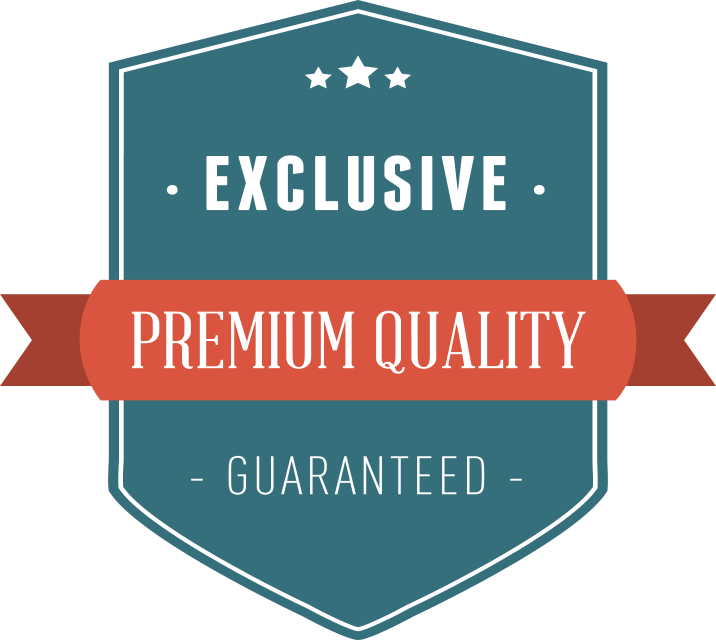 · EXCLUSIVE ·
PREMIUM QUALITY
- GUARANTEED -